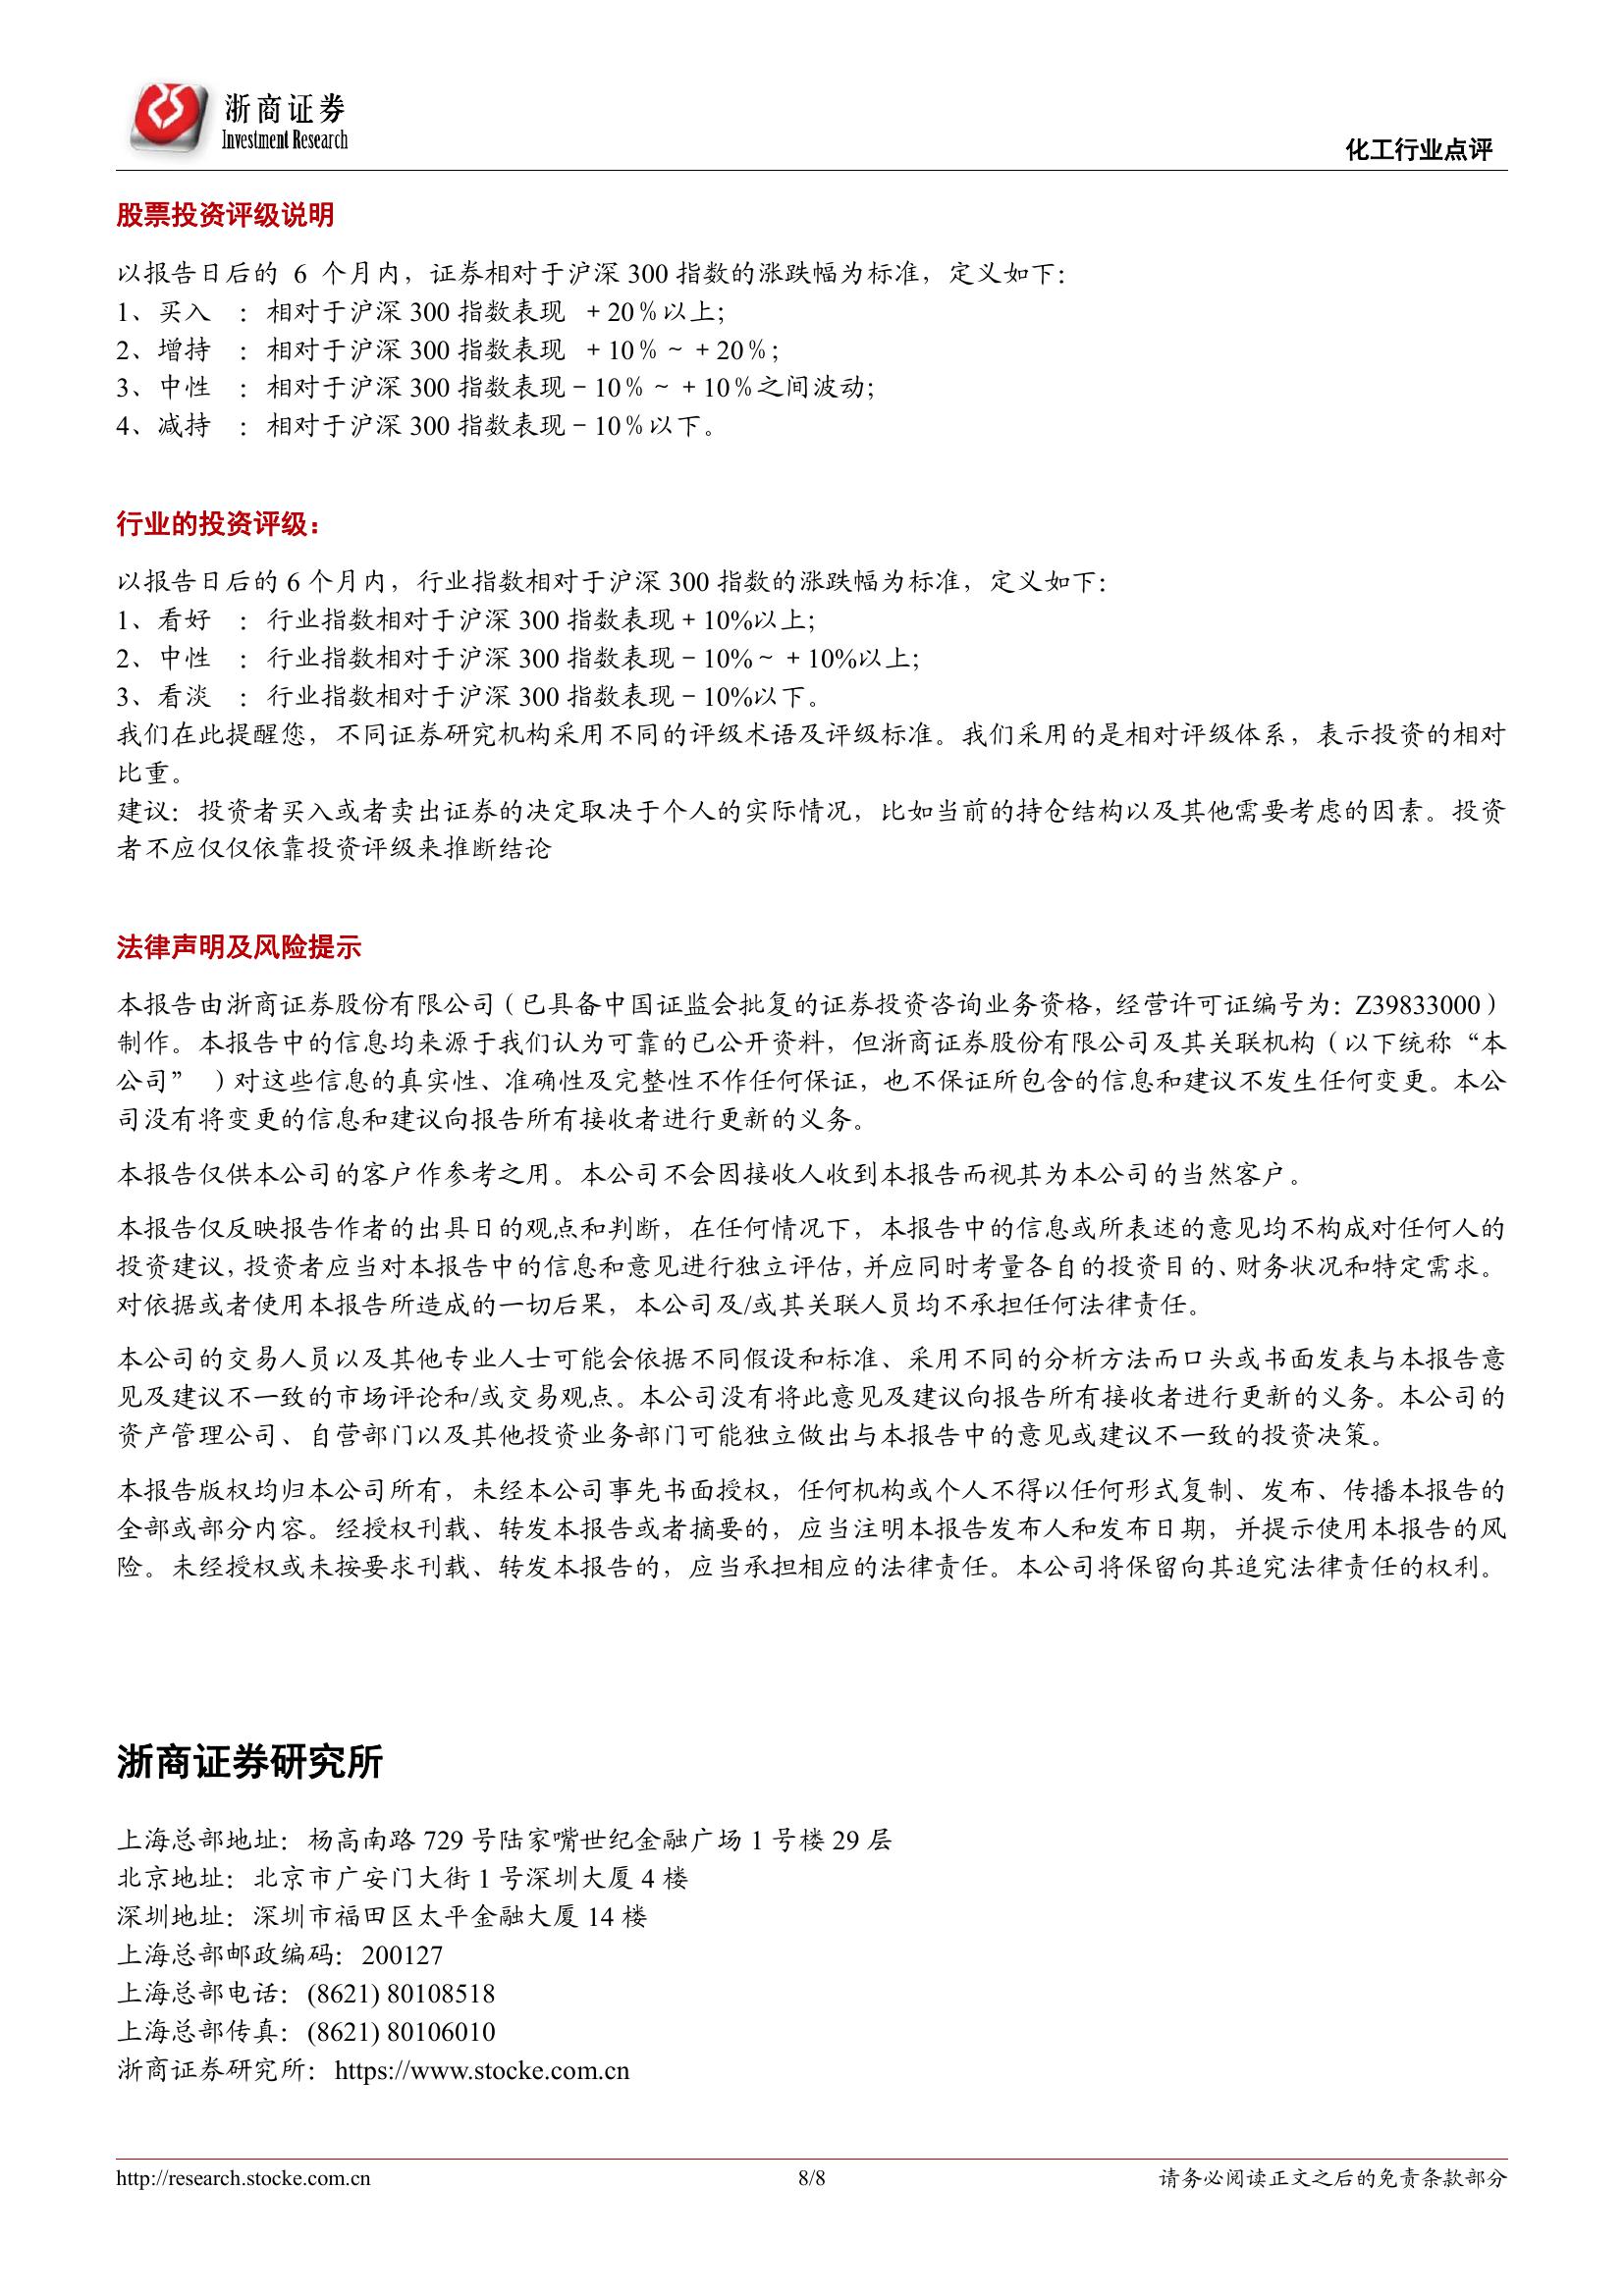 浙商证券
Investment Research
化工行业点评
股票投资评级说明
以报告日后的 6 个月内，证券相对于沪深 300 指数的涨跌幅为标准，定义如下：
1、买入 ：相对于沪深 300 指数表现 ＋20％以上；
2、增持 ：相对于沪深 300 指数表现 ＋10％～＋20％；
3、中性 ：相对于沪深 300 指数表现－10％～＋10％之间波动；
4、减持 ：相对于沪深 300 指数表现－10％以下。
行业的投资评级：
以报告日后的 6 个月内，行业指数相对于沪深 300 指数的涨跌幅为标准，定义如下：
1、看好 ：行业指数相对于沪深 300 指数表现＋10%以上；
2、中性 ：行业指数相对于沪深 300 指数表现－10%～＋10%以上；
3、看淡 ：行业指数相对于沪深 300 指数表现－10%以下。
我们在此提醒您，不同证券研究机构采用不同的评级术语及评级标准。我们采用的是相对评级体系，表示投资的相对
比重。
建议：投资者买入或者卖出证券的决定取决于个人的实际情况，比如当前的持仓结构以及其他需要考虑的因素。投资
者不应仅仅依靠投资评级来推断结论
法律声明及风险提示
本报告由浙商证券股份有限公司（已具备中国证监会批复的证券投资咨询业务资格，经营许可证编号为：Z39833000）
制作。本报告中的信息均来源于我们认为可靠的已公开资料，但浙商证券股份有限公司及其关联机构（以下统称“本
公司”）对这些信息的真实性、准确性及完整性不作任何保证，也不保证所包含的信息和建议不发生任何变更。本公
司没有将变更的信息和建议向报告所有接收者进行更新的义务。
本报告仅供本公司的客户作参考之用。本公司不会因接收人收到本报告而视其为本公司的当然客户。
本报告仅反映报告作者的出具日的观点和判断，在任何情况下，本报告中的信息或所表述的意见均不构成对任何人的
投资建议，投资者应当对本报告中的信息和意见进行独立评估，并应同时考量各自的投资目的、财务状况和特定需求。
对依据或者使用本报告所造成的一切后果，本公司及/或其关联人员均不承担任何法律责任。
本公司的交易人员以及其他专业人士可能会依据不同假设和标准、采用不同的分析方法而口头或书面发表与本报告意
见及建议不一致的市场评论和/或交易观点。本公司没有将此意见及建议向报告所有接收者进行更新的义务。本公司的
资产管理公司、自营部门以及其他投资业务部门可能独立做出与本报告中的意见或建议不一致的投资决策。
本报告版权均归本公司所有，未经本公司事先书面授权，任何机构或个人不得以任何形式复制、发布、传播本报告的
全部或部分内容。经授权刊载、转发本报告或者摘要的，应当注明本报告发布人和发布日期，并提示使用本报告的风
险。未经授权或未按要求刊载、转发本报告的，应当承担相应的法律责任。本公司将保留向其追究法律责任的权利。
浙商证券研究所
上海总部地址：杨高南路 729 号陆家嘴世纪金融广场 1 号楼 29 层
北京地址：北京市广安门大街 1 号深圳大厦 4 楼
深圳地址：深圳市福田区太平金融大厦 14 楼
上海总部邮政编码：200127
上海总部电话：(8621) 80108518
上海总部传真：(8621) 80106010
浙商证券研究所：https://www.stocke.com.cn
http://research.stocke.com.cn
8/8
请务必阅读正文之后的免责条款部分